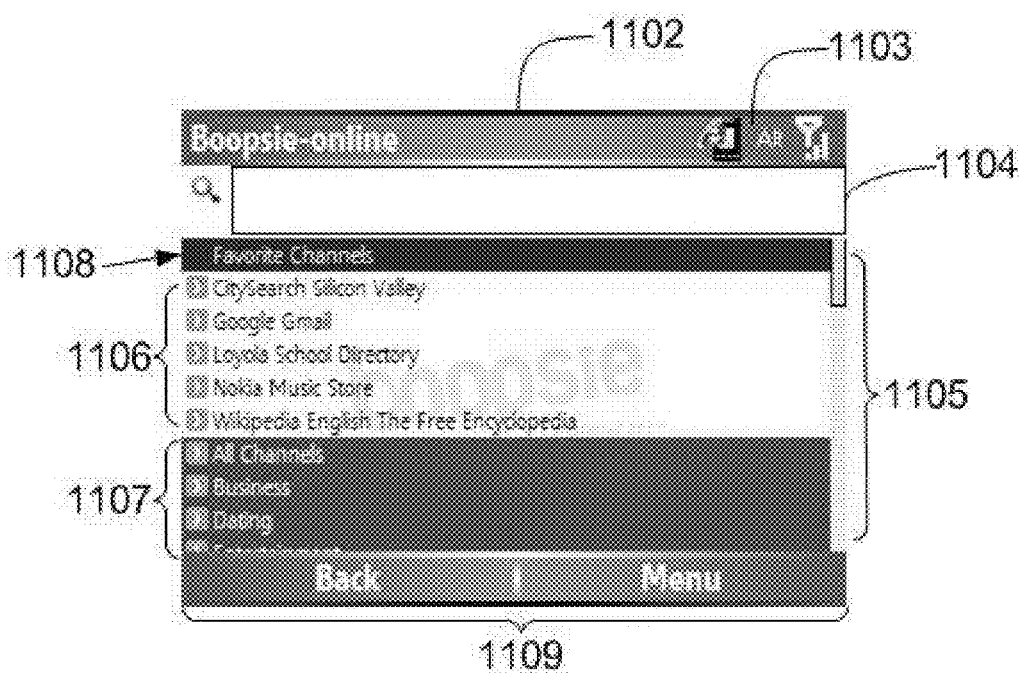 1102
1103
Boopsie-online
1104
1108
Favorite Channels
CitySearch Silicon Valley
Google Gmail
1106
Loyola School Directory
boopsie
Nokia Music Store
1105
Wikipedia English The Free Encyclopedia
All Channels
1107
Business
Dating
Back
Menu
1109